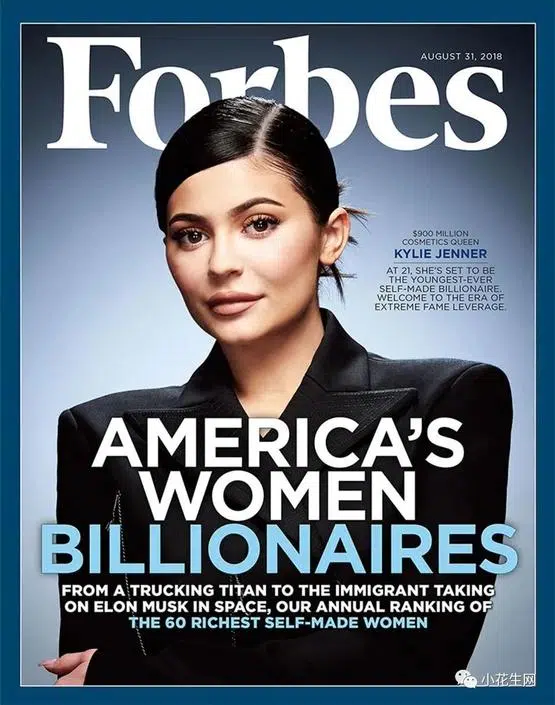 Forbes
AUGUST 31, 2018
$900 MILLION
COSMETICS QUEEN
KYLIE JENNER
AT 21, SHE'S SET TO BE
THE YOUNGEST-EVER
SELF-MADE BILLIONAIRE.
WELCOME TO THE ERA OF
EXTREME FAME LEVERAGE.
AMERICA'S
WOMEN
BILLIONAIRES
FROM A TRUCKING TITAN TO THE IMMIGRANT TAKING
ON ELON MUSK IN SPACE, OUR ANNUAL RANKING OF
THE 60 RICHEST SELF-MADE WOMEN
小花生网